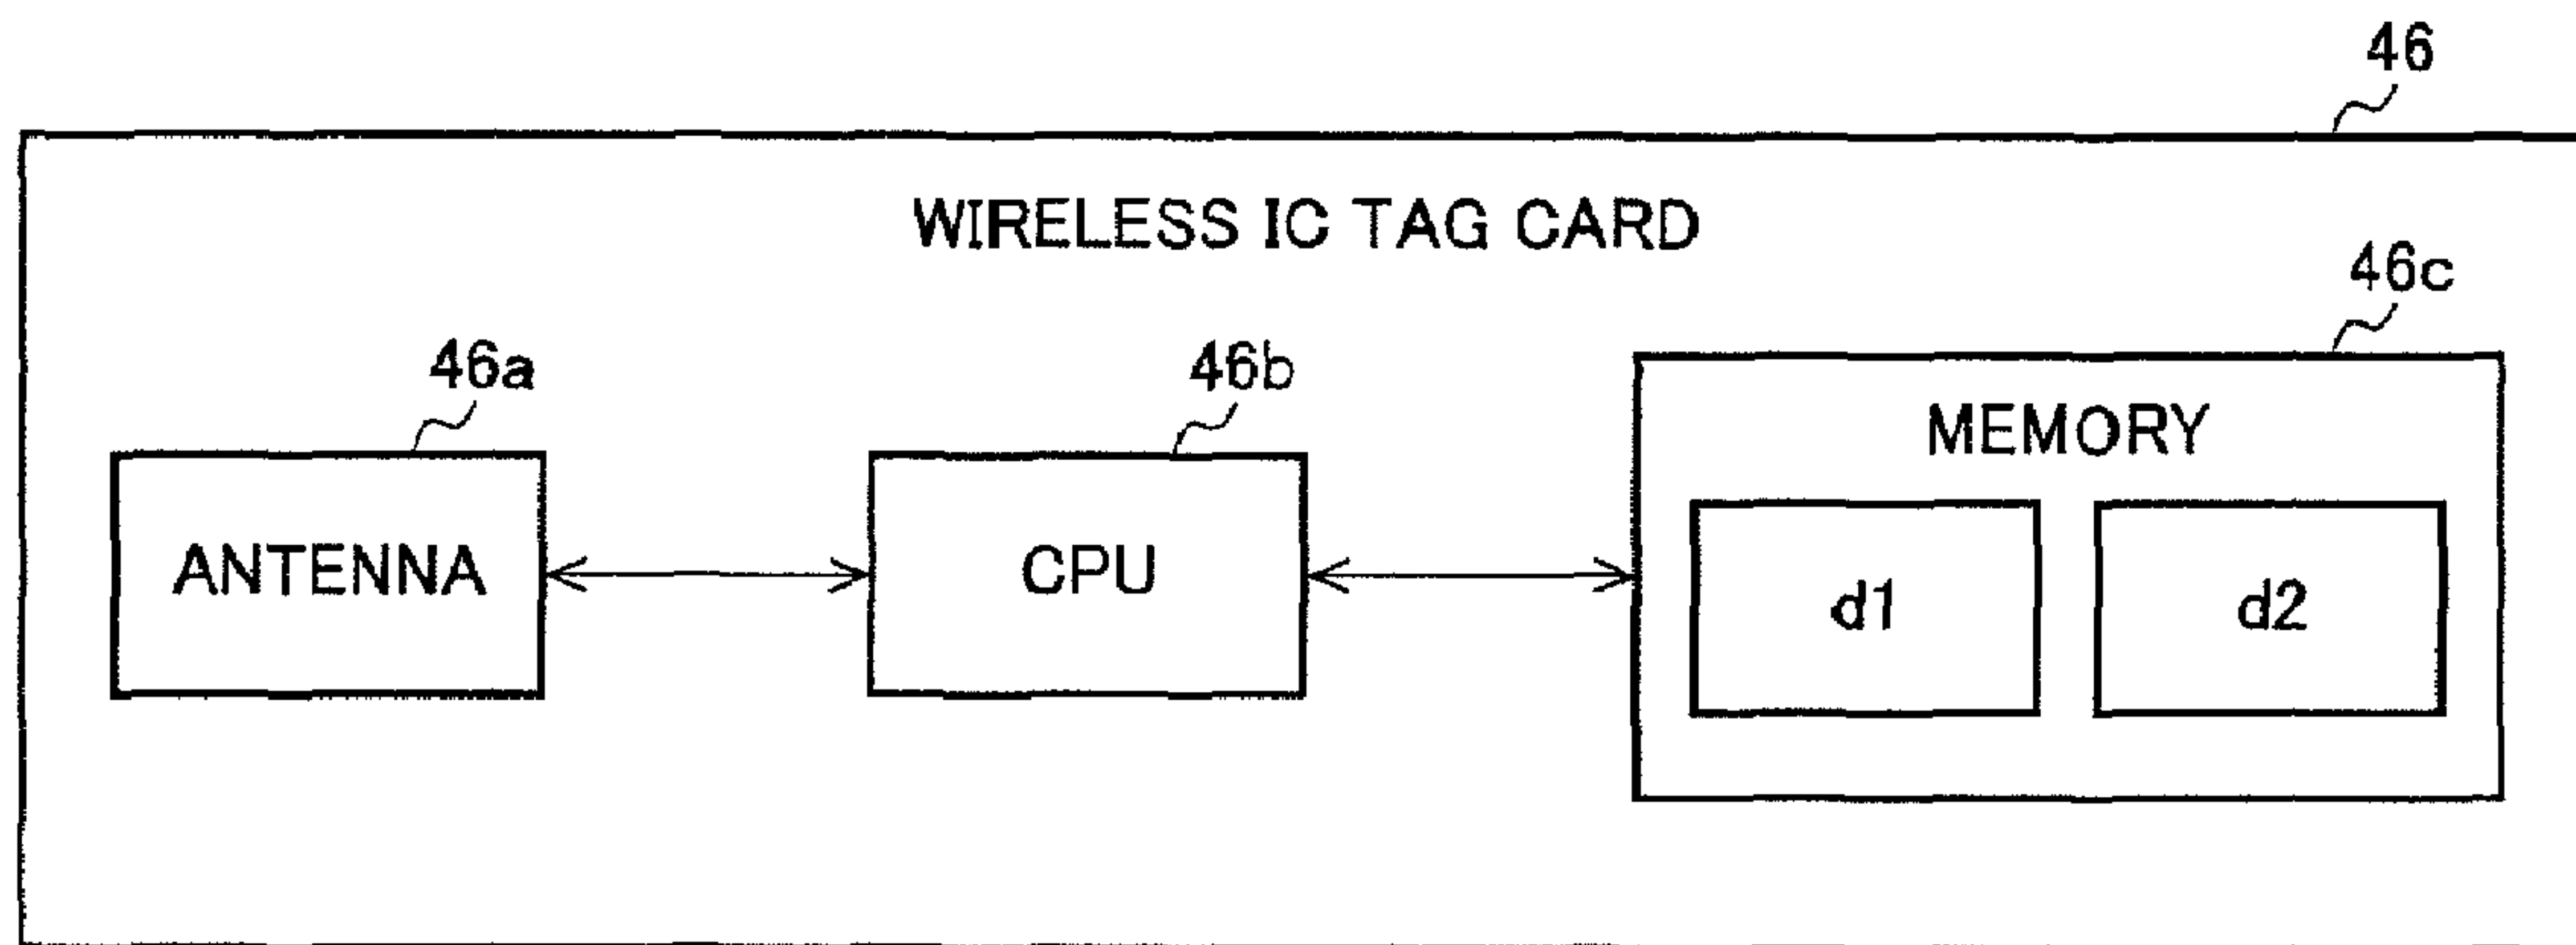 46
WIRELESS IC TAG CARD
46c
46a
46b
MEMORY
ANTENNA
CPU
d1
d2